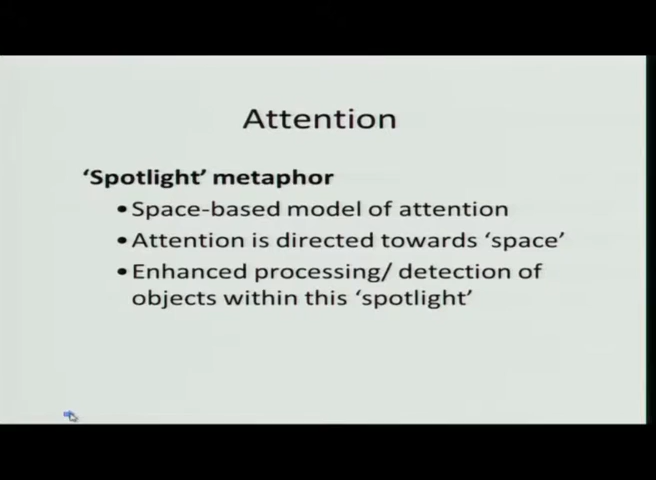 Attention
‘Spotlight’ metaphor
•Space-based model of attention
•Attention is directed towards ‘space’
•Enhanced processing/ detection of
objects within this ‘spotlight’